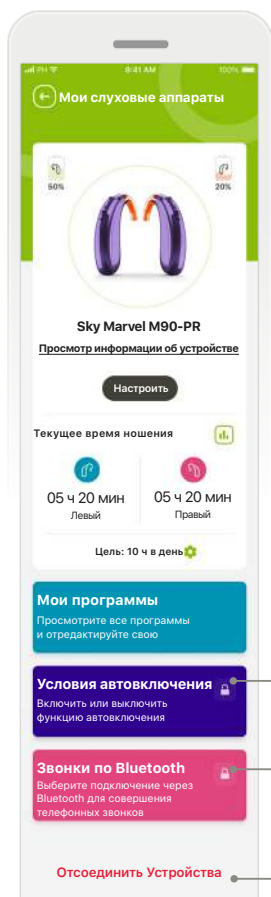 PH
8:41 AM
100%
Мои слуховые аппараты
50%
20%
Sky Marvel M90-PR
Просмотр информации об устройстве
Настроить
Текущее время ношения
05 ч 20 мин
Левый
05 ч 20 мин
Правый
Цель: 10 ч в день
Мои программы
Просмотрите все программы
и отредактируйте свою
Условия автовключения
Включить или выключить
функцию автовключения
Звонки по Bluetooth
Выберите подключение через
Bluetooth для совершения
телефонных звонков
Отсоединить Устройства